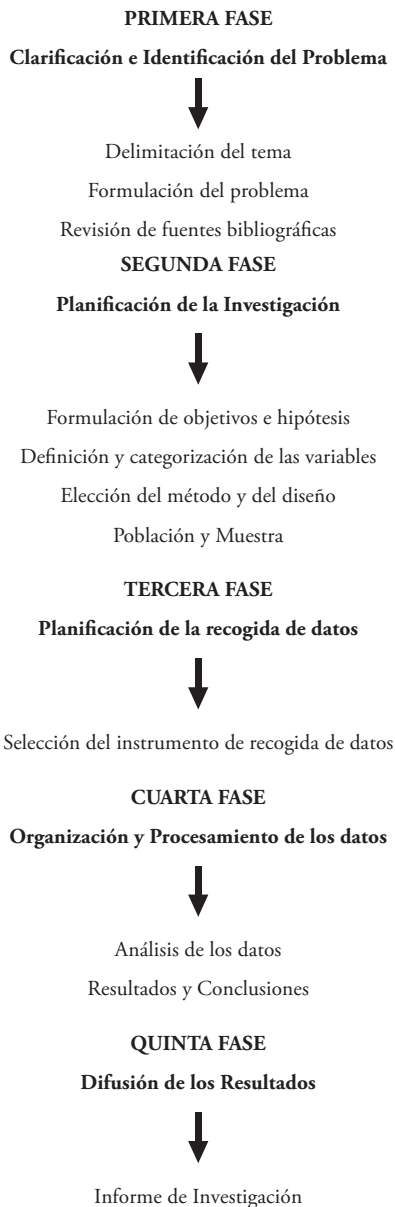 PRIMERA FASE
Clarificación e Identificación del Problema
Delimitación del tema
Formulación del problema
Revisión de fuentes bibliográficas
SEGUNDA FASE
Planificación de la Investigación
Formulación de objetivos e hipótesis
Definición y categorización de las variables
Elección del método y del diseño
Población y Muestra
TERCERA FASE
Planificación de la recogida de datos
Selección del instrumento de recogida de datos
CUARTA FASE
Organización y Procesamiento de los datos
Análisis de los datos
Resultados y Conclusiones
QUINTA FASE
Difusión de los Resultados
Informe de Investigación